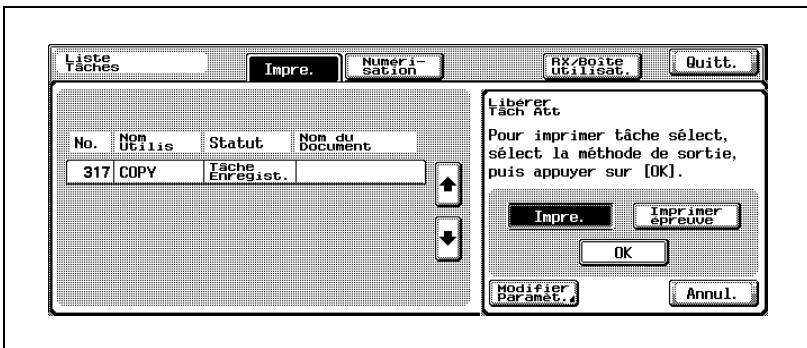 Liste
Tâches
Impre.
Numéri-
sation
RX/Boîte
utilisat.
Quitt.
No.
Nom
Utilis
Statut
Nom du
Document
317
COPY
Tâche
Enregist.
Libérer
Tâch Att
Pour imprimer tâche sélect,
sélect la méthode de sortie,
puis appuyer sur [OK].
Impre.
Imprimer
épreuve
OK
Modifier
Paramèt.
Annul.